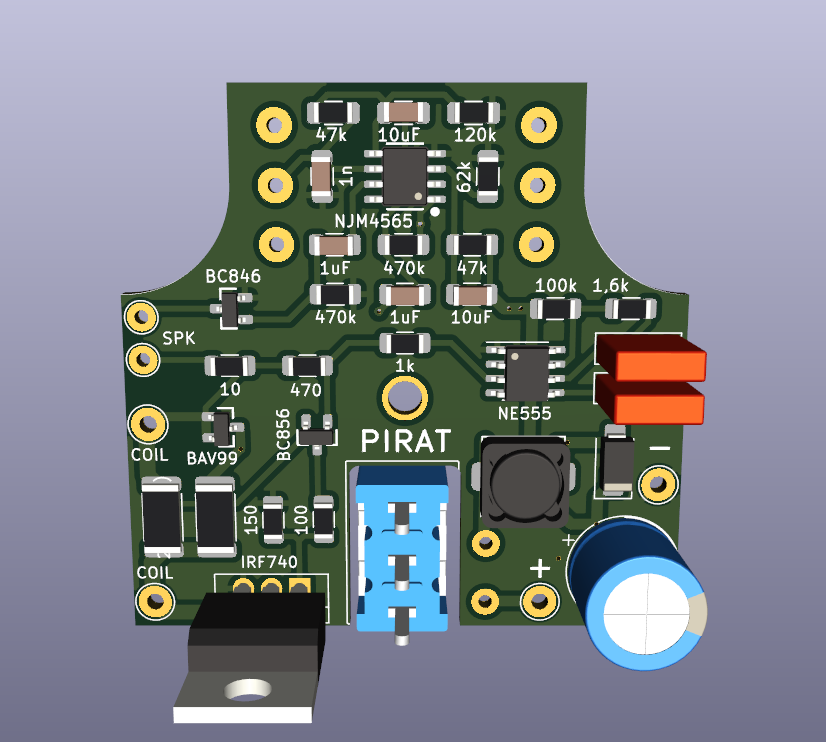 47k
10uF
120k
1n
62k
NJM4565
1uF
470k
47k
BC846
100k
1,6k
470k
1uF
10uF
SPK
1k
10
470
NE555
COIL
BAV99
BC856
PIRAT
−
150
100
+
COIL
IRF740
+